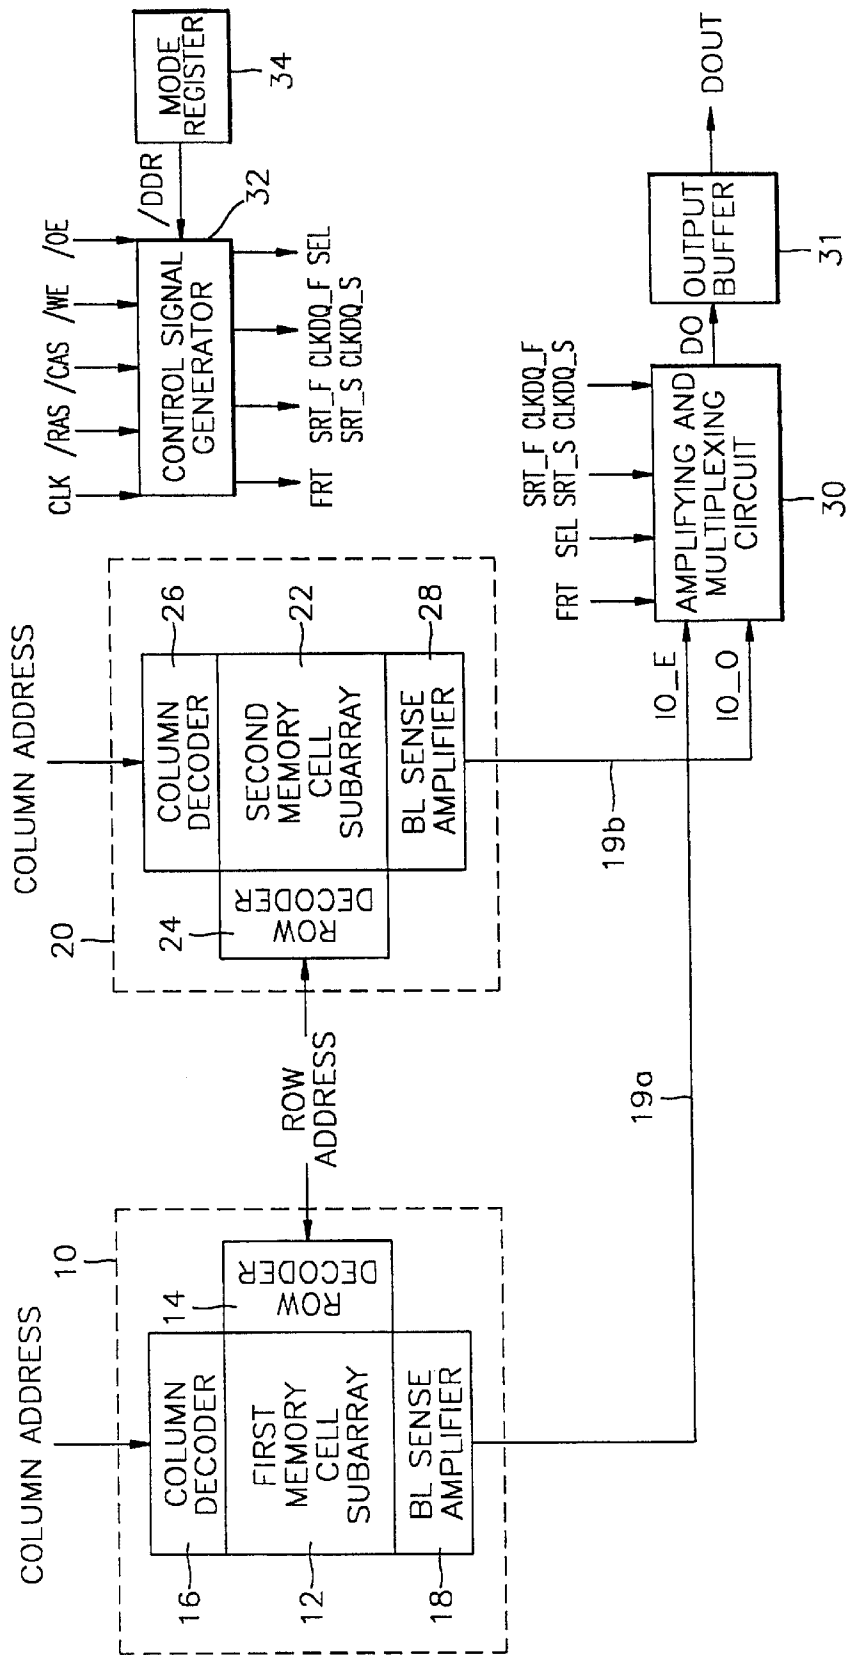 COLUMN ADDRESS
10
16
COLUMN
DECODER
12
FIRST
MEMORY
CELL
SUBARRAY
14
ROW
DECODER
18
BL SENSE
AMPLIFIER
ROW
ADDRESS
COLUMN ADDRESS
20
COLUMN
DECODER
26
24
ROW
DECODER
SECOND
MEMORY
CELL
SUBARRAY
22
BL SENSE
AMPLIFIER
28
19a
19b
CLK /RAS /CAS /WE /OE
/DDR
CONTROL SIGNAL
GENERATOR
32
MODE
REGISTER
34
FRT SRT_F CLKDQ_F SEL
SRT_S CLKDQ_S
SRT_F CLKDQ_F
FRT SEL SRT_S CLKDQ_S
IO_E
IO_O
AMPLIFYING AND
MULTIPLEXING
CIRCUIT
30
DO
OUTPUT
BUFFER
31
DOUT